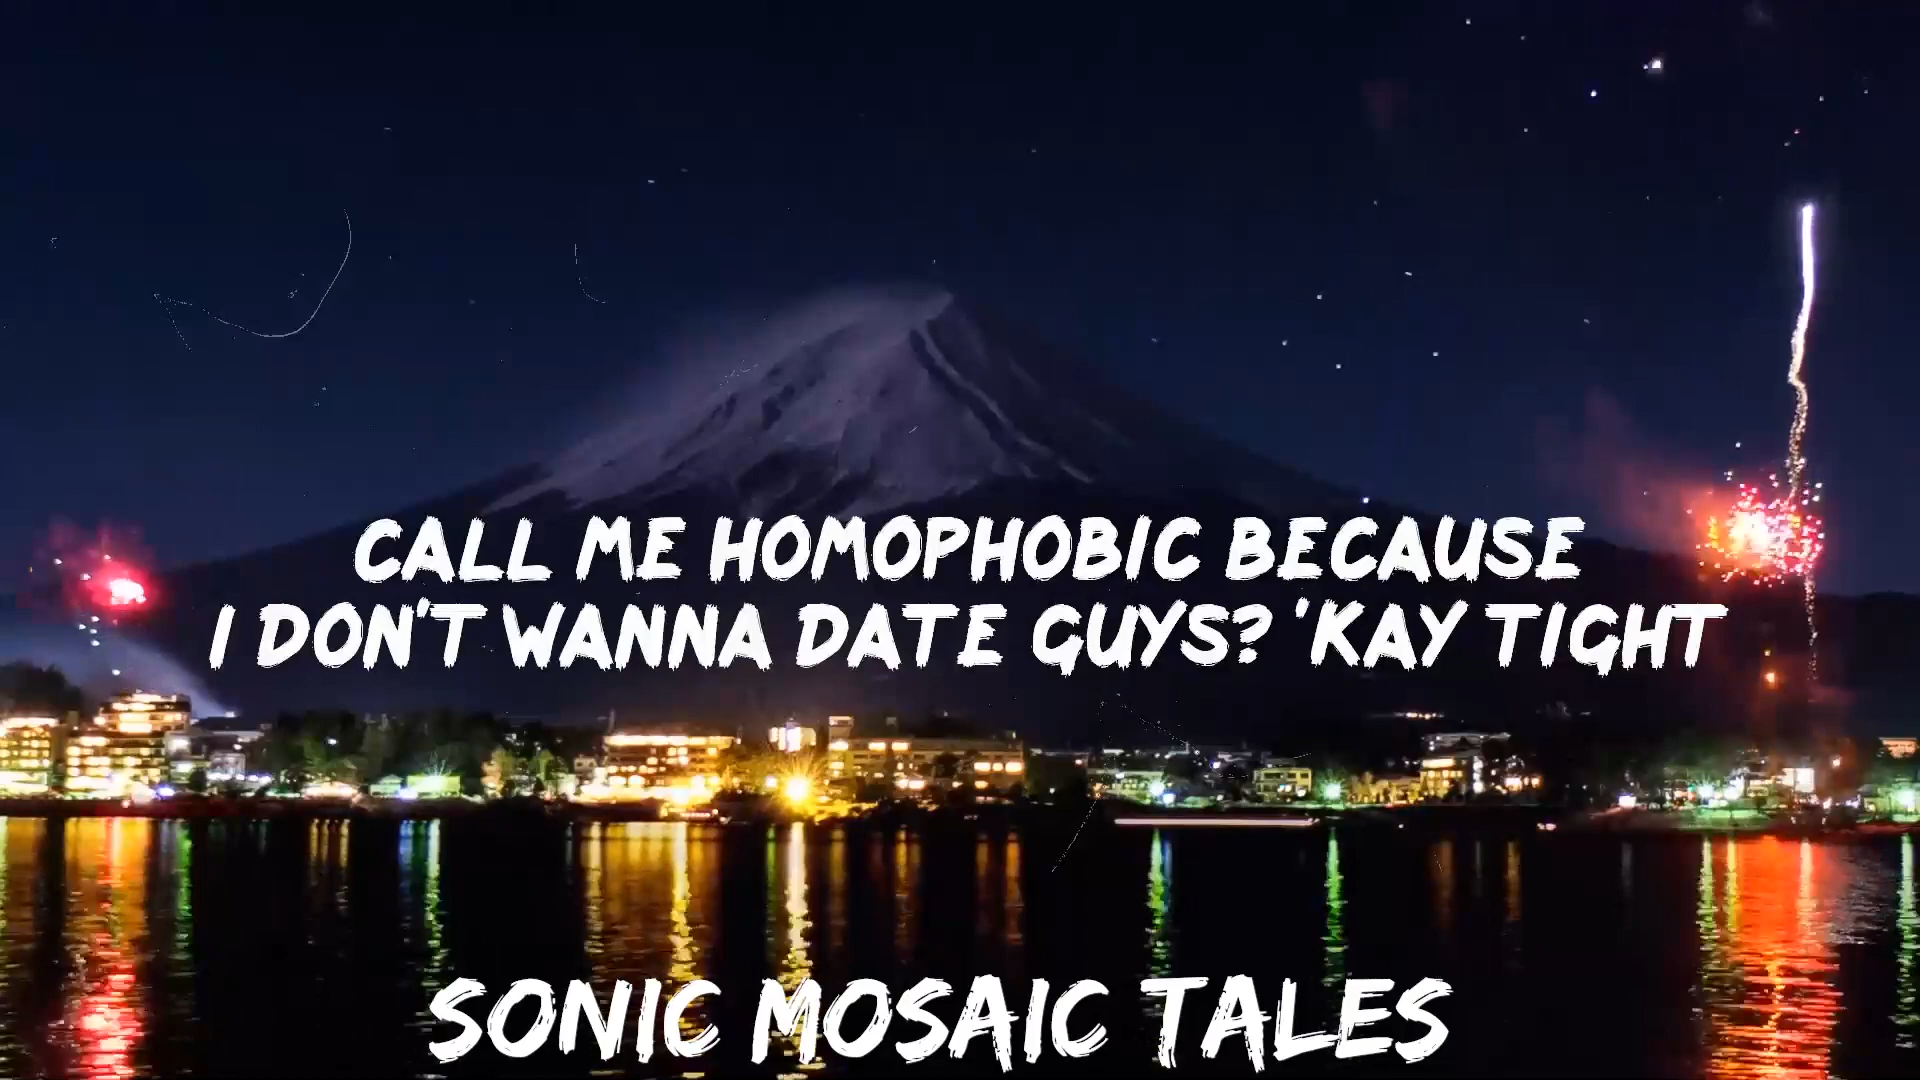 CALL ME HOMOPHOBIC BECAUSE
I DON'T WANNA DATE GUYS? 'KAY TIGHT
SONIC MOSAIC TALES